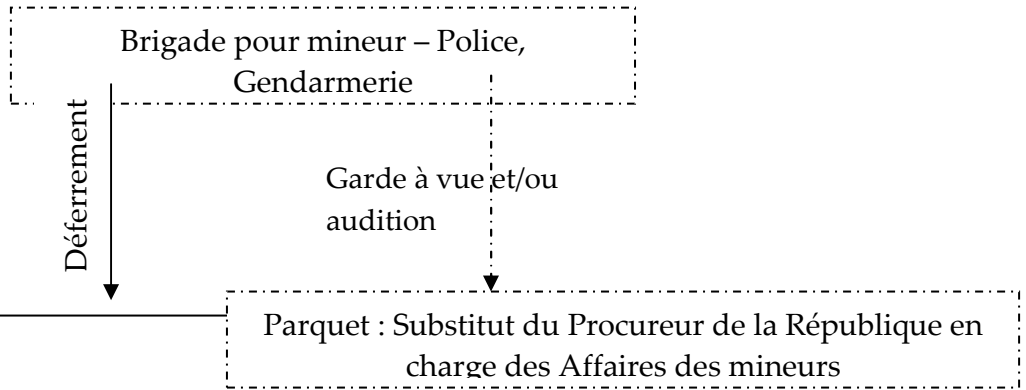 Brigade pour mineur – Police,
Gendarmerie
Déferrement
Garde à vue et/ou
audition
Parquet : Substitut du Procureur de la République en
charge des Affaires des mineurs